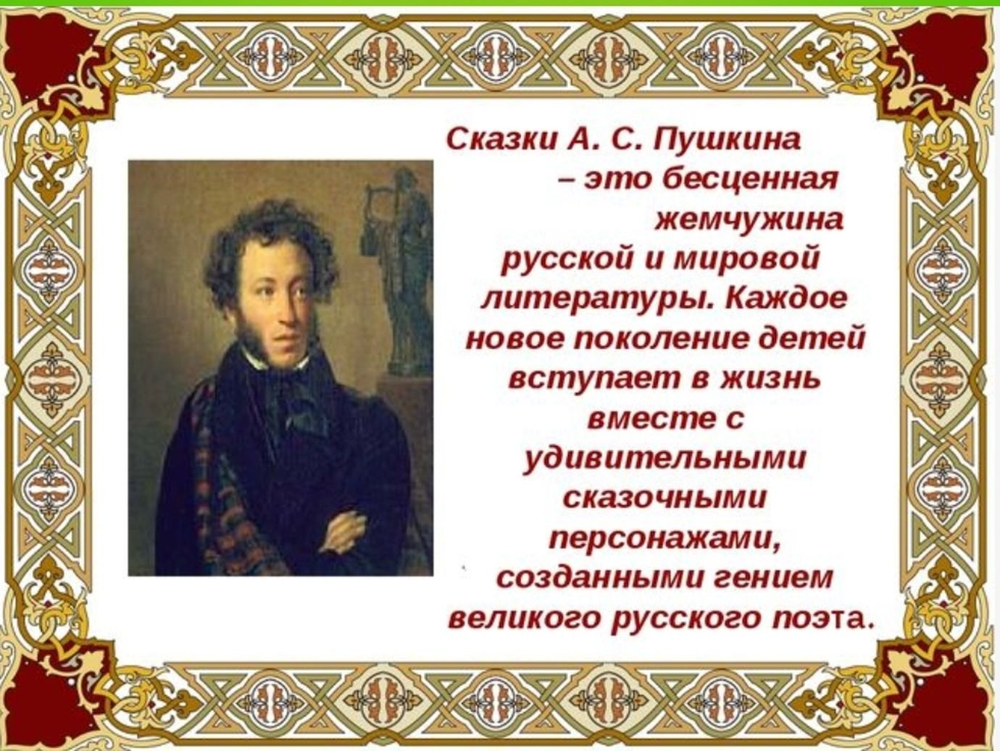 Сказки А. С. Пушкина
– это бесценная
жемчужина
русской и мировой
литературы. Каждое
новое поколение детей
вступает в жизнь
вместе с
удивительными
сказочными
персонажами,
созданными гением
великого русского поэта.